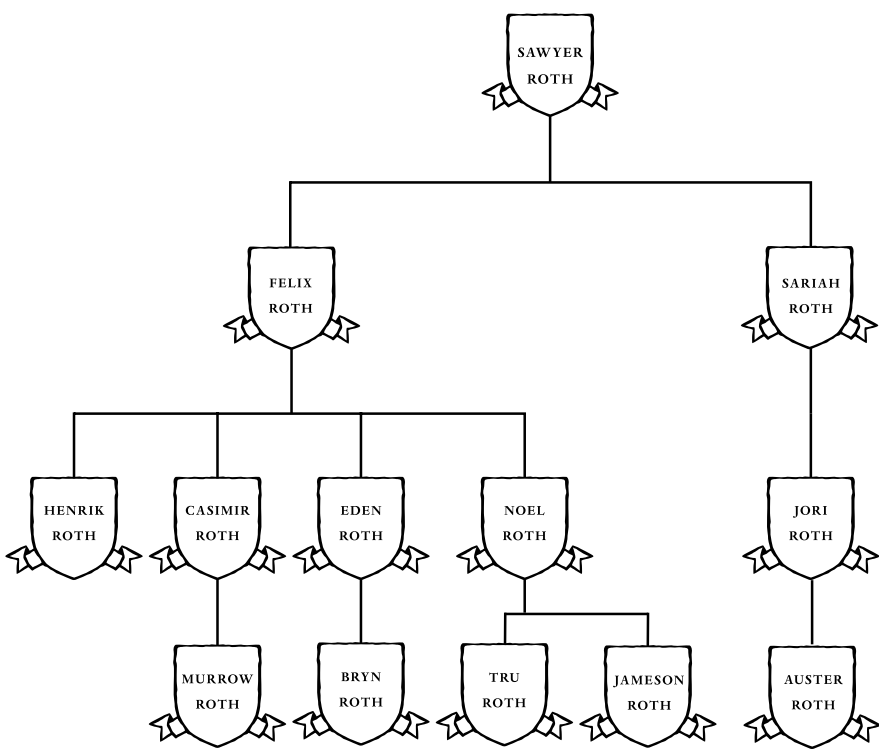 SAWYER
ROTH
FELIX
ROTH
SARIAH
ROTH
HENRIK
ROTH
CASIMIR
ROTH
EDEN
ROTH
NOEL
ROTH
JORI
ROTH
MURROW
ROTH
BRYN
ROTH
TRU
ROTH
JAMESON
ROTH
AUSTER
ROTH